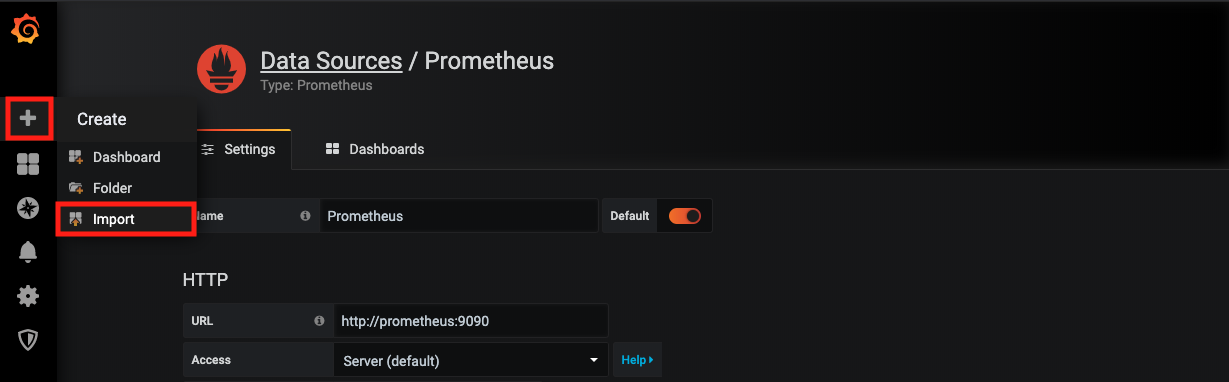 Data Sources / Prometheus
Type: Prometheus
Create
Dashboard
Folder
Import
Settings
Dashboards
Name
Prometheus
Default
HTTP
URL
http://prometheus:9090
Access
Server (default)
Help